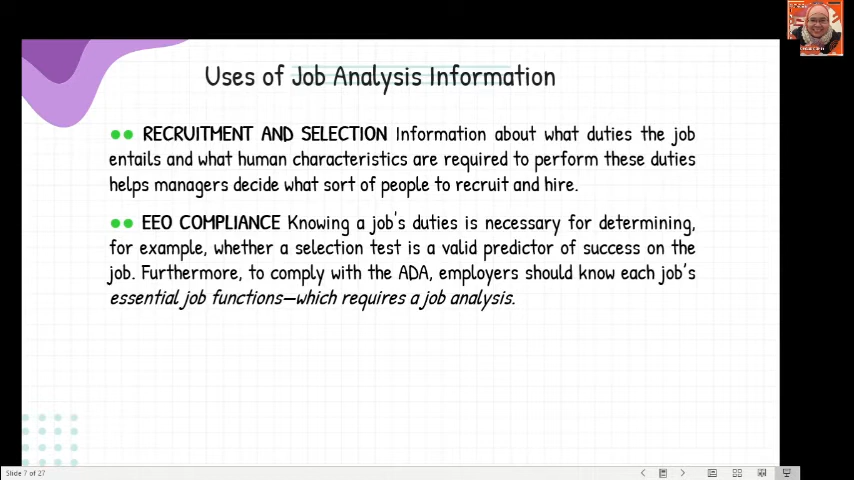 Uses of Job Analysis Information
RECRUITMENT AND SELECTION Information about what duties the job
entails and what human characteristics are required to perform these duties
helps managers decide what sort of people to recruit and hire.
EEO COMPLIANCE Knowing a job's duties is necessary for determining,
for example, whether a selection test is a valid predictor of success on the
job. Furthermore, to comply with the ADA, employers should know each job's
essential job functions—which requires a job analysis.
Slide 7 of 27